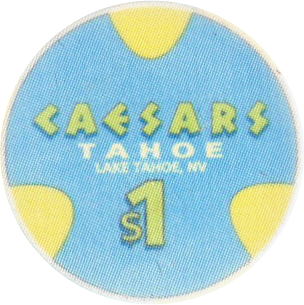 CAESARS
TAHOE
LAKE TAHOE, NV
$1